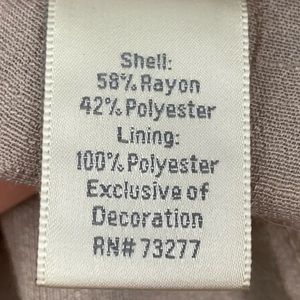 Shell:
58% Rayon
42% Polyester
Lining:
100% Polyester
Exclusive of
Decoration
RN# 73277